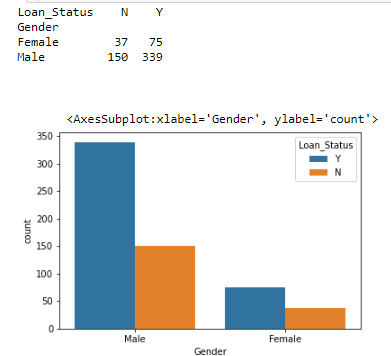 Loan_Status N Y
Gender
Female 37 75
Male 150 339
<AxesSubplot:xlabel='Gender', ylabel='count'>
350
300
250
200
150
100
50
0
count
Loan_Status
Y
N
Male Female
Gender